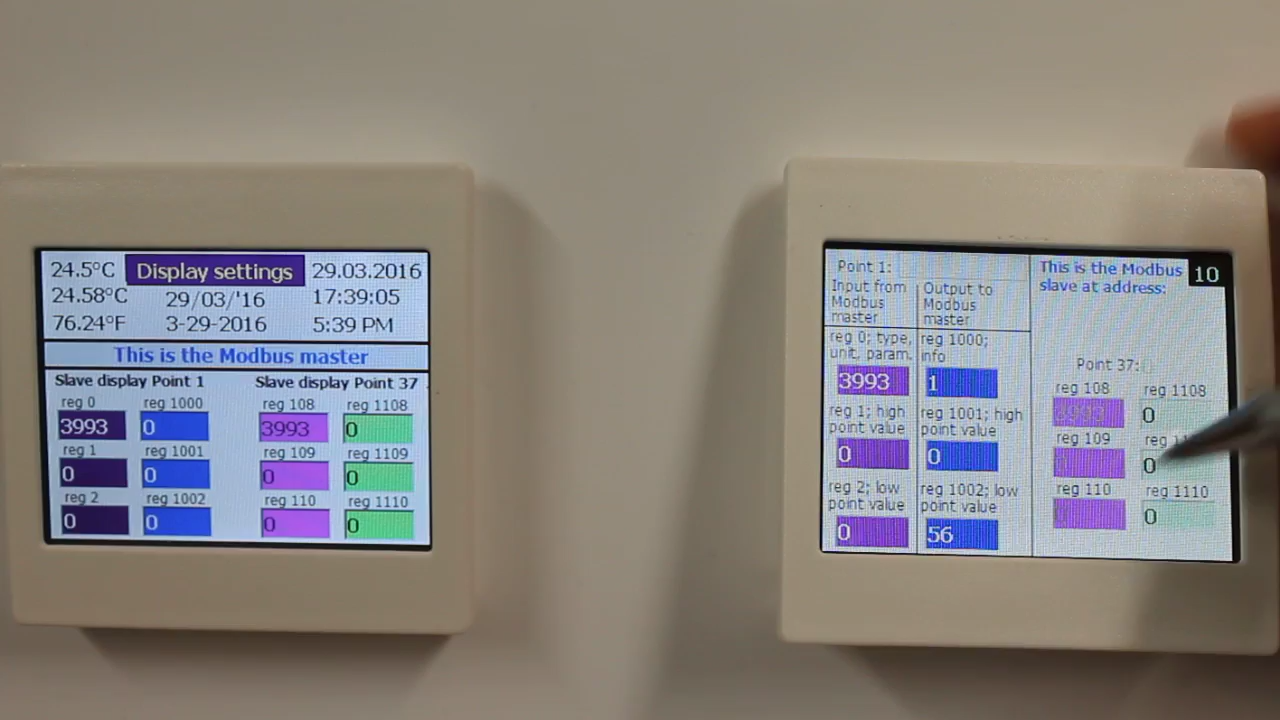 24.5°C Display settings 29.03.2016
24.58°C 29/03/'16 17:39:05
76.24°F 3-29-2016 5:39 PM
This is the Modbus master
Slave display Point 1 Slave display Point 37
reg 0 reg 1000 reg 108 reg 1108
3993 0 3993 0
reg 1 reg 1001 reg 109 reg 1109
0 0 0 0
reg 2 reg 1002 reg 110 reg 1110
0 0 0 0
Point 1:
Input from
Modbus
master
Output to
Modbus
master
reg 0; type,
unit, param.
3993
reg 1000;
info
1
reg 1; high
point value
0
reg 1001; high
point value
0
reg 2; low
point value
0
reg 1002; low
point value
56
This is the Modbus
slave at address:
10
Point 37:
reg 108 reg 1108
3993 0
reg 109 reg
0
reg 110 reg 1110
0